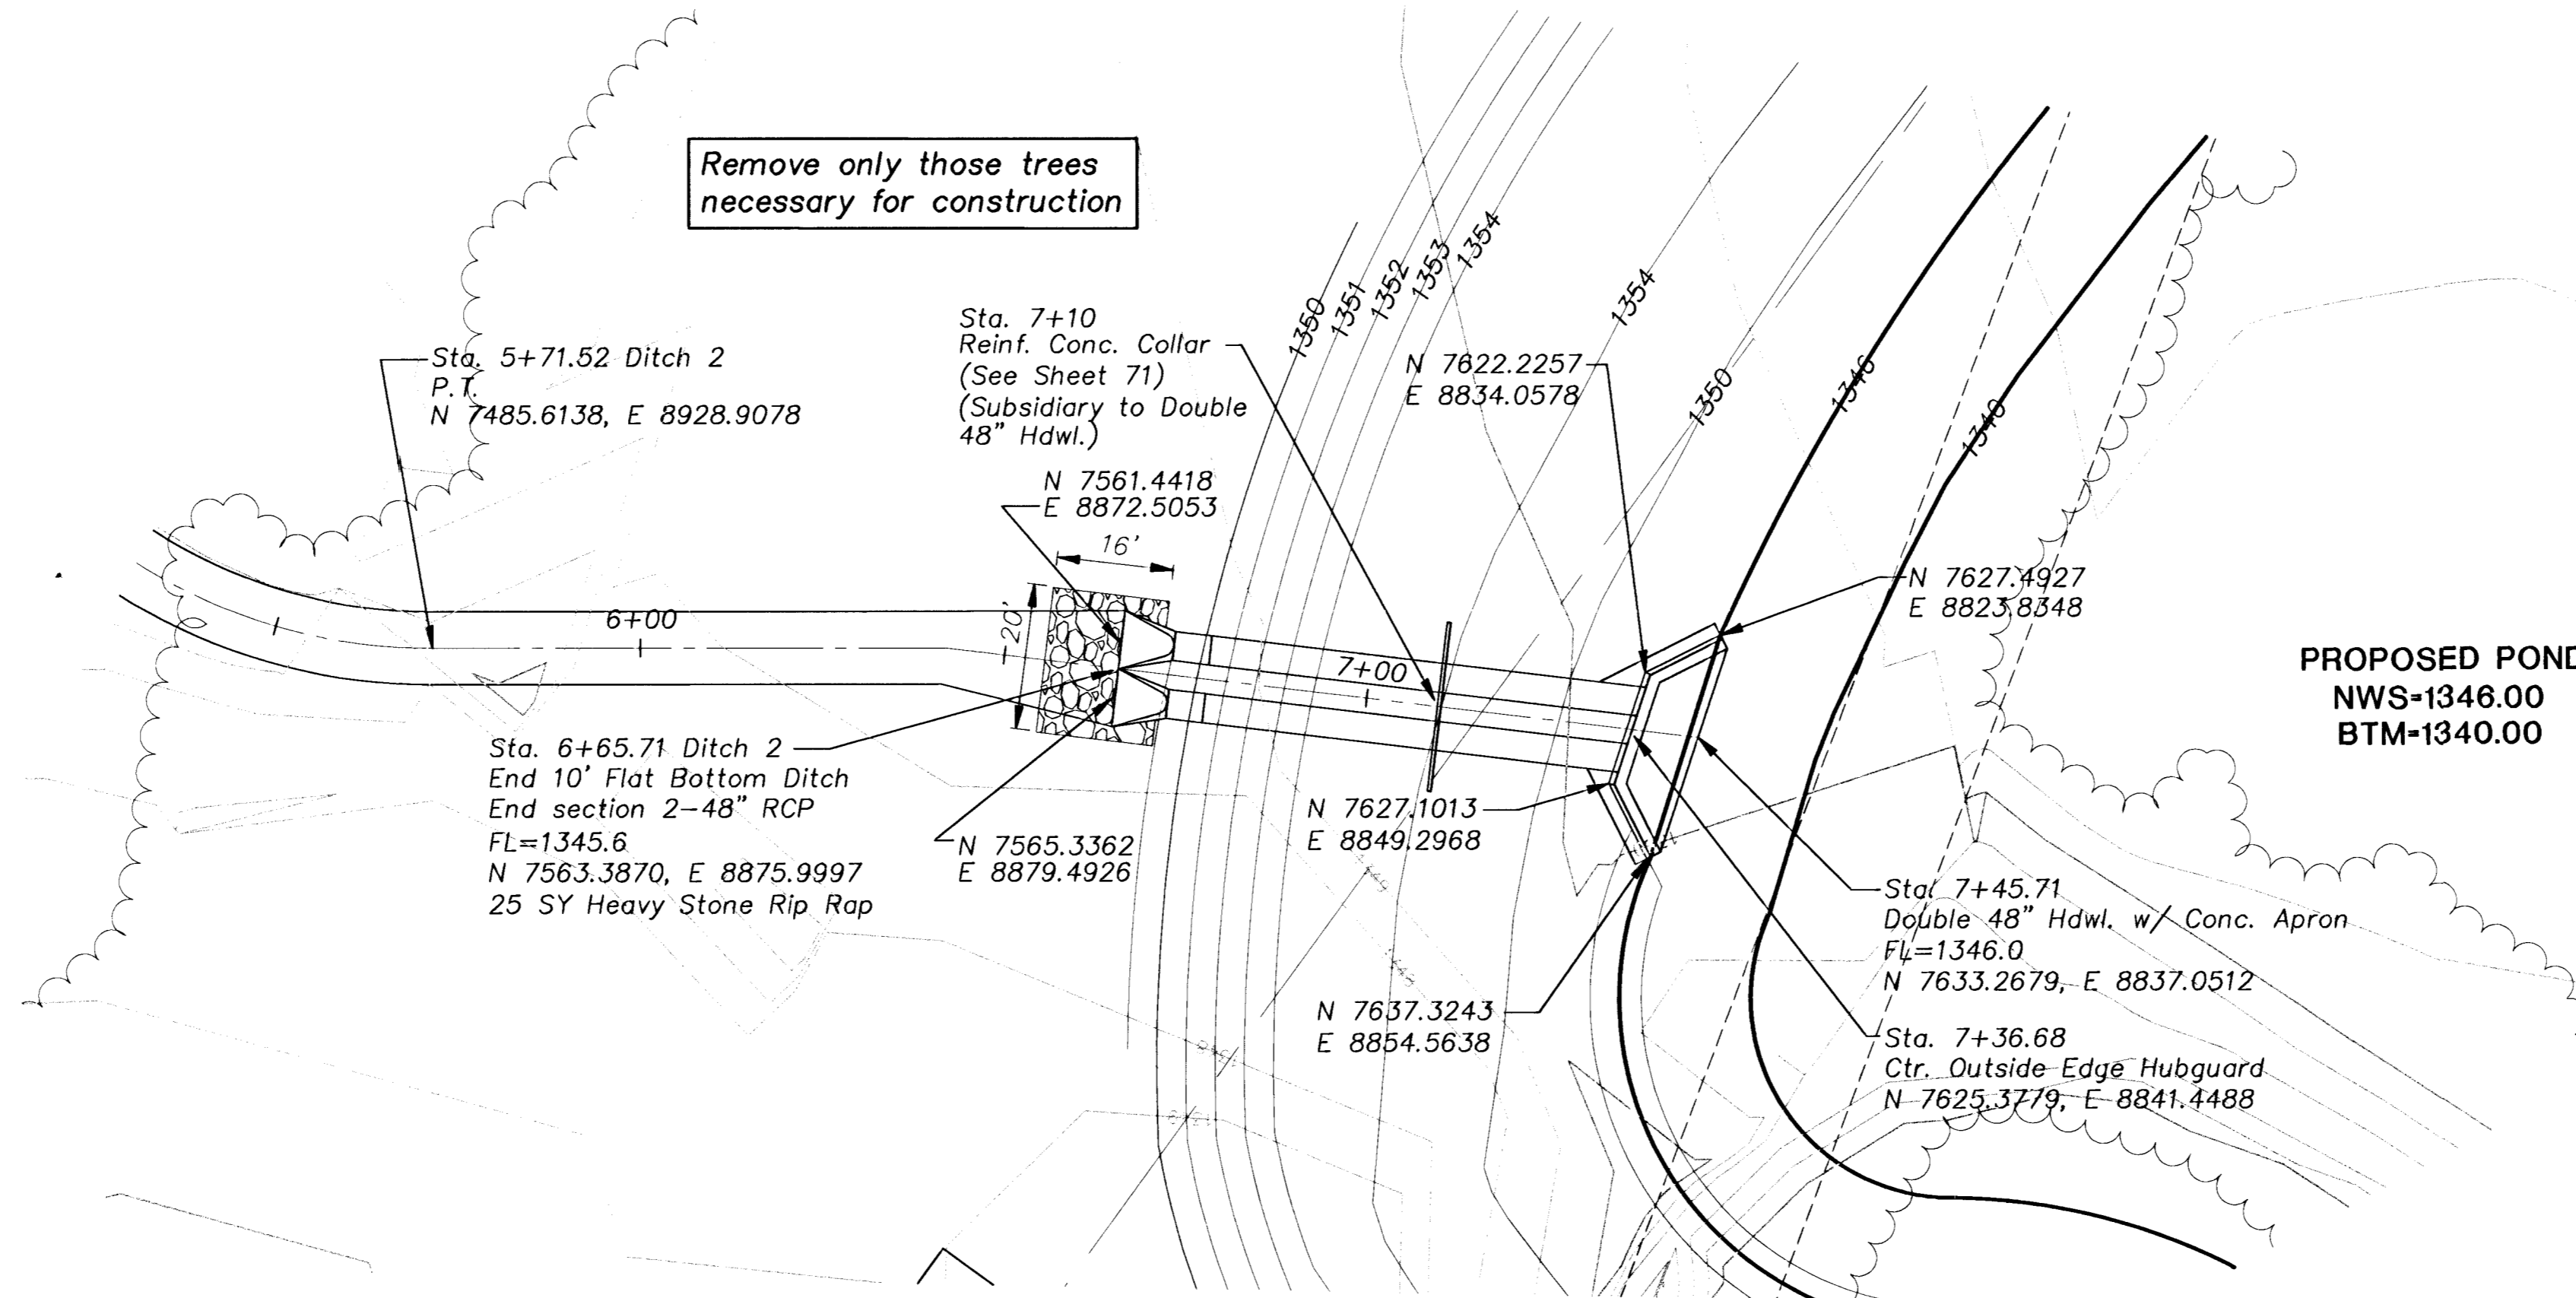 Remove only those trees
necessary for construction
Sta. 5+71.52 Ditch 2
P.T.
N 7485.6138, E 8928.9078
Sta. 7+10
Reinf. Conc. Collar
(See Sheet 71)
(Subsidiary to Double
48" Hdwl.)
N 7561.4418
E 8872.5053
16'
20'
1350
1351
1352
1353
1354
1354
1350
1346
1340
N 7622.2257
E 8834.0578
N 7627.4927
E 8823.8348
6+00
7+00
PROPOSED POND
NWS=1346.00
BTM=1340.00
Sta. 6+65.71 Ditch 2
End 10' Flat Bottom Ditch
End section 2-48" RCP
FL=1345.6
N 7563.3870, E 8875.9997
25 SY Heavy Stone Rip Rap
N 7565.3362
E 8879.4926
N 7627.1013
E 8849.2968
N 7637.3243
E 8854.5638
Sta. 7+45.71
Double 48" Hdwl. w/ Conc. Apron
FL=1346.0
N 7633.2679, E 8837.0512
Sta. 7+36.68
Ctr. Outside Edge Hubguard
N 7625.3779, E 8841.4488